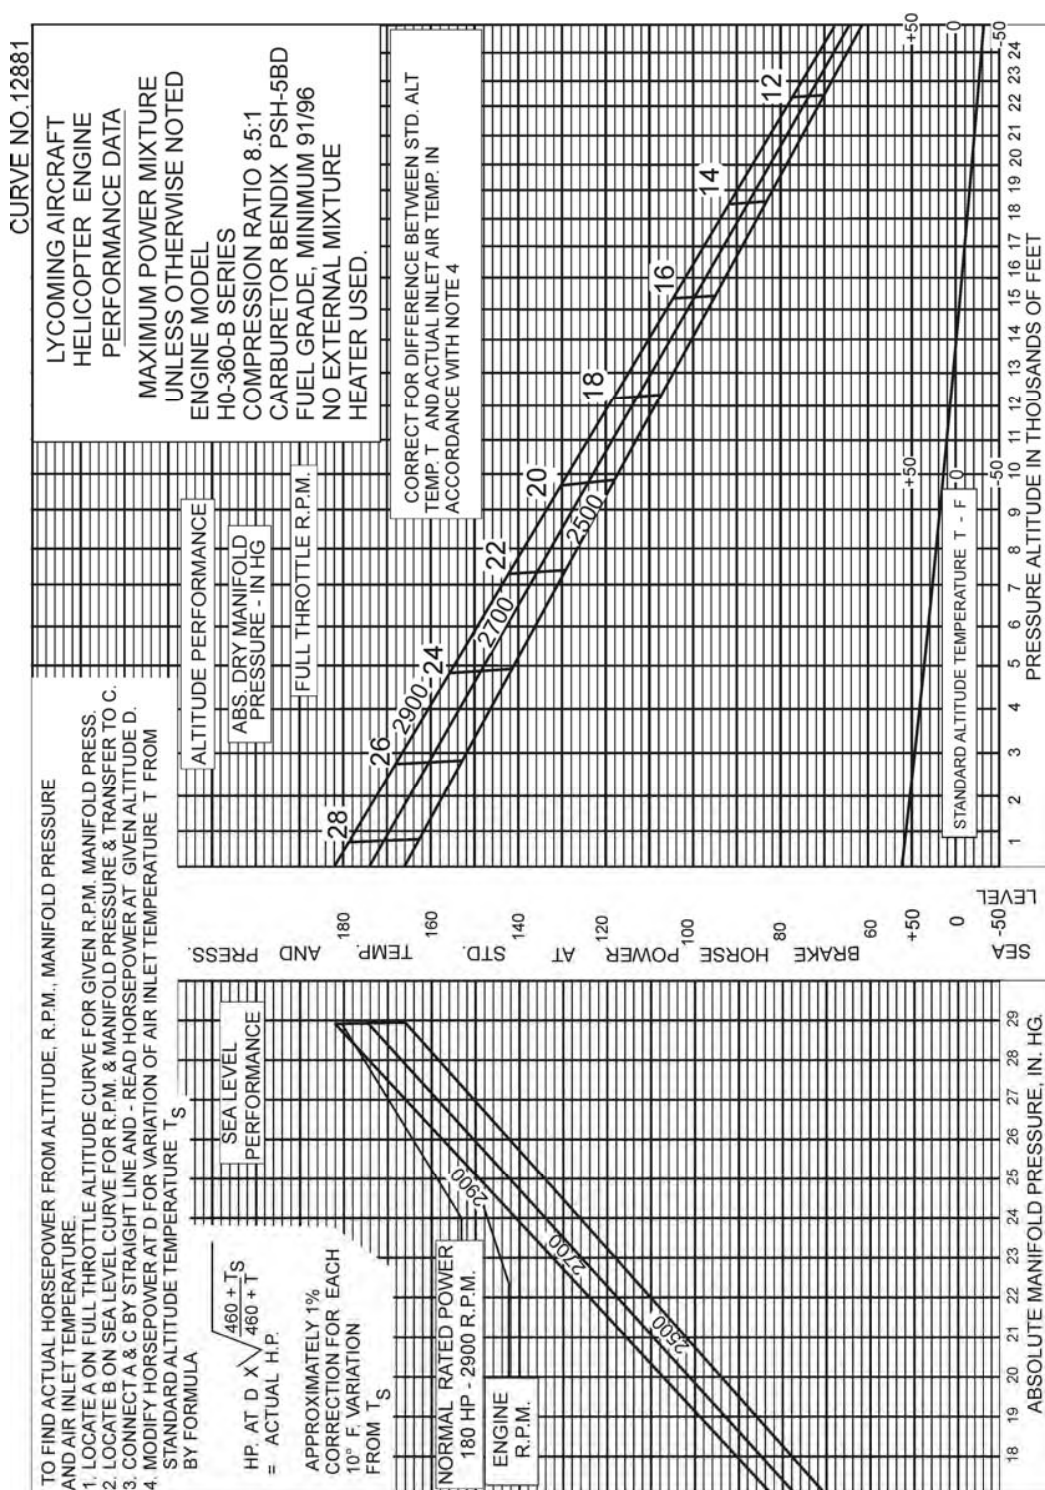 CURVE NO.12881
TO FIND ACTUAL HORSEPOWER FROM ALTITUDE, R.P.M., MANIFOLD PRESSURE
AND AIR INLET TEMPERATURE.
1. LOCATE A ON FULL THROTTLE ALTITUDE CURVE FOR GIVEN R.P.M. MANIFOLD PRESS.
2. LOCATE B ON SEA LEVEL CURVE FOR R.P.M. & MANIFOLD PRESSURE & TRANSFER TO C.
3. CONNECT A & C BY STRAIGHT LINE AND - READ HORSEPOWER AT GIVEN ALTITUDE D.
4. MODIFY HORSEPOWER AT D FOR VARIATION OF AIR INLET TEMPERATURE T FROM
STANDARD ALTITUDE TEMPERATURE TS
BY FORMULA
HP. AT D X √ 460 + TS / 460 + T
= ACTUAL H.P.
APPROXIMATELY 1%
CORRECTION FOR EACH
10° F. VARIATION
FROM TS
SEA LEVEL
PERFORMANCE
NORMAL RATED POWER
180 HP - 2900 R.P.M.
ENGINE
R.P.M.
2900
2700
2500
18 19 20 21 22 23 24 25 26 27 28 29
ABSOLUTE MANIFOLD PRESSURE, IN. HG.
BRAKE HORSE POWER AT STD. TEMP. AND PRESS.
180
160
140
120
100
80
60
+50
0
-50
SEA
LEVEL
LYCOMING AIRCRAFT
HELICOPTER ENGINE
PERFORMANCE DATA
MAXIMUM POWER MIXTURE
UNLESS OTHERWISE NOTED
ENGINE MODEL
H0-360-B SERIES
COMPRESSION RATIO 8.5:1
CARBURETOR BENDIX PSH-5BD
FUEL GRADE, MINIMUM 91/96
NO EXTERNAL MIXTURE
HEATER USED.
ALTITUDE PERFORMANCE
ABS. DRY MANIFOLD
PRESSURE - IN HG
FULL THROTTLE R.P.M.
CORRECT FOR DIFFERENCE BETWEEN STD. ALT
TEMP. T AND ACTUAL INLET AIR TEMP. IN
ACCORDANCE WITH NOTE 4
28 26 24 22 20 18 16 14 12
2900
2700
2500
+50
0
-50
+50
0
-50
STANDARD ALTITUDE TEMPERATURE T - F
1 2 3 4 5 6 7 8 9 10 11 12 13 14 15 16 17 18 19 20 21 22 23 24
PRESSURE ALTITUDE IN THOUSANDS OF FEET